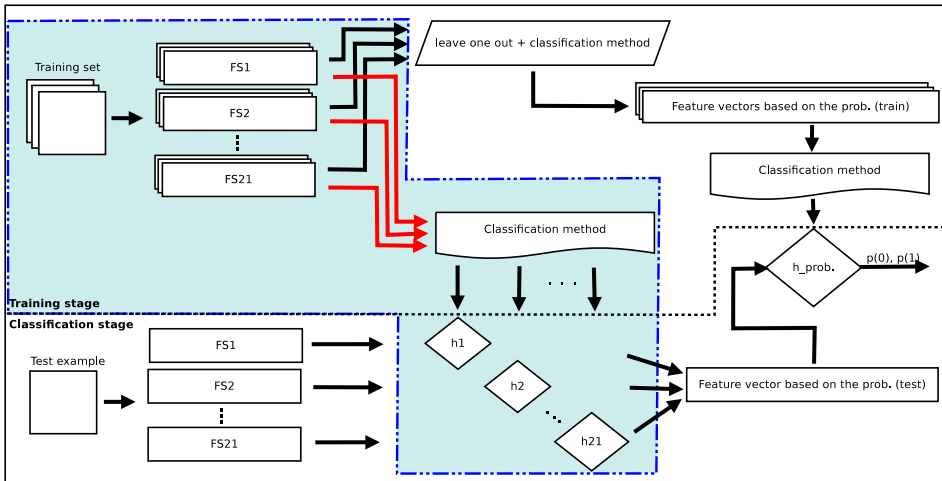 leave one out + classification method
Training set
FS1
FS2
FS21
Feature vectors based on the prob. (train)
Classification method
Classification method
h_prob.
p(0), p(1)
Training stage
Classification stage
Test example
FS1
FS2
FS21
h1
h2
h21
Feature vector based on the prob. (test)